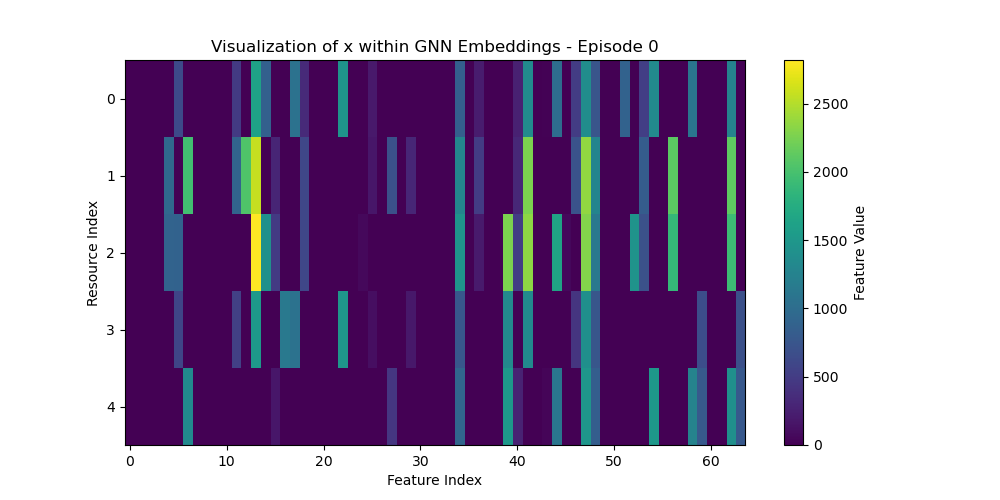 Visualization of x within GNN Embeddings - Episode 0
Resource Index
0
1
2
3
4
0 10 20 30 40 50 60
Feature Index
2500
2000
1500
1000
500
0
Feature Value